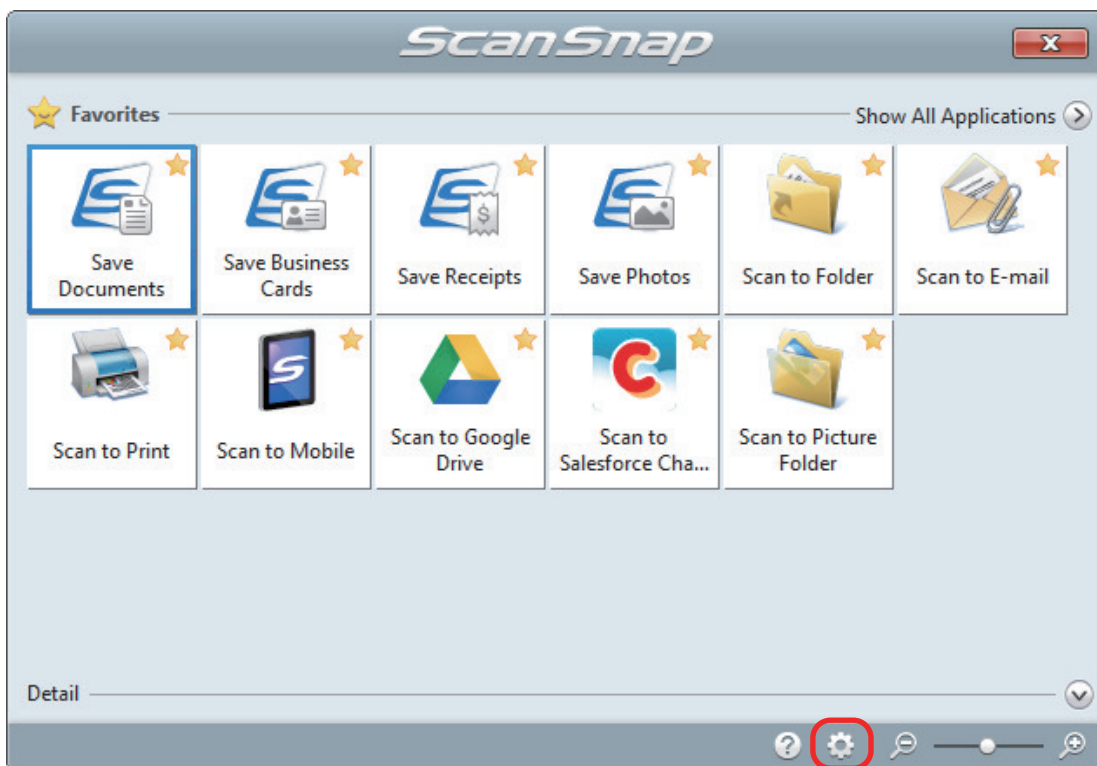 ScanSnap
Favorites
Show All Applications
Save
Documents
Save Business
Cards
Save Receipts
Save Photos
Scan to Folder
Scan to E-mail
Scan to Print
Scan to Mobile
Scan to Google
Drive
Scan to
Salesforce Cha...
Scan to Picture
Folder
Detail